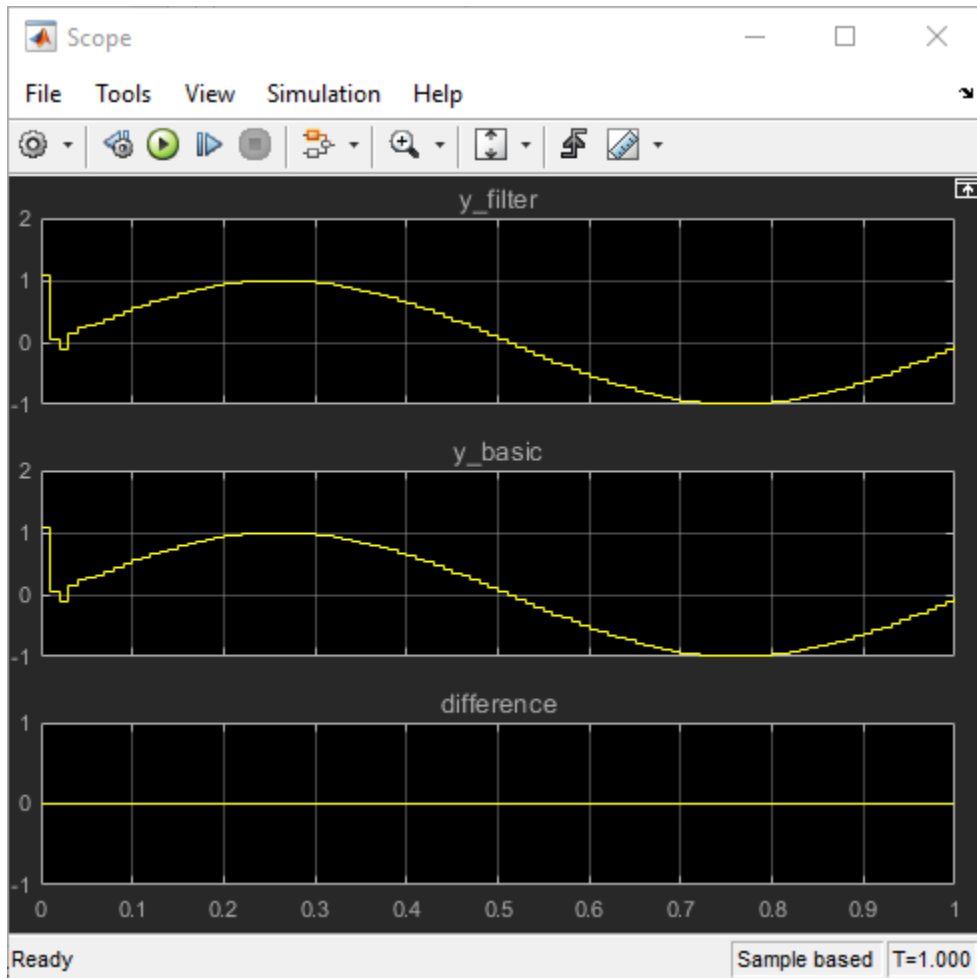 Scope
File Tools View Simulation Help
y_filter
2
1
0
-1
y_basic
2
1
0
-1
difference
1
0
-1
0 0.1 0.2 0.3 0.4 0.5 0.6 0.7 0.8 0.9 1
Ready Sample based T=1.000